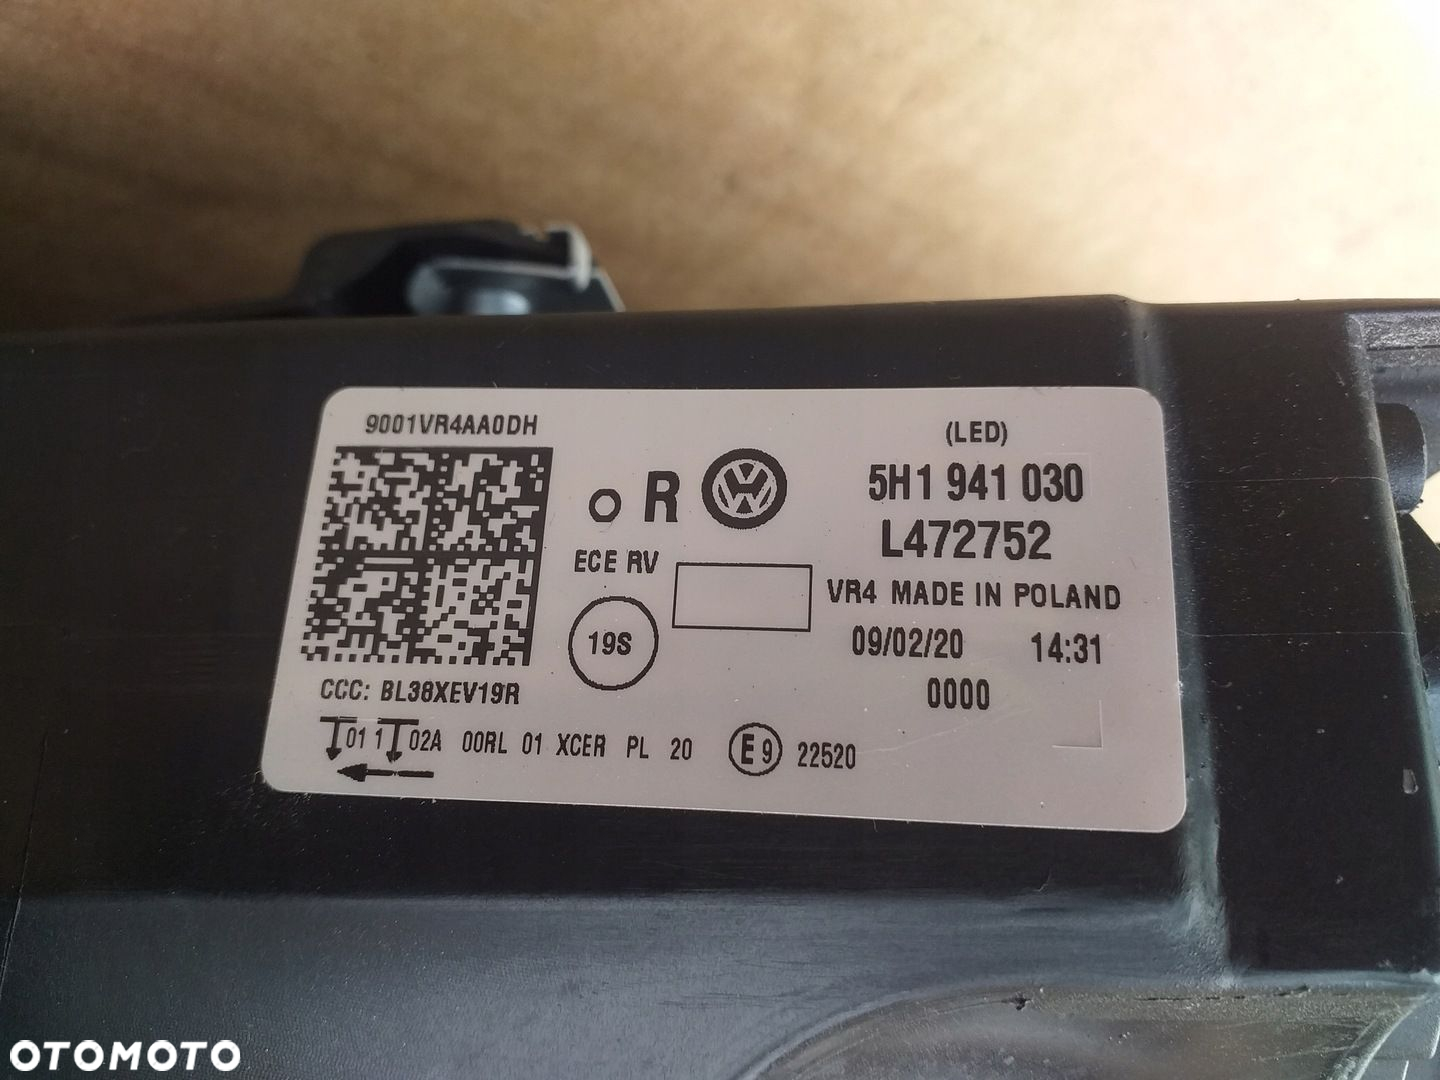 9001VR4AA0DH
(LED)
o R
5H1 941 030
L472752
ECE RV
VR4 MADE IN POLAND
19S
09/02/20 14:31
0000
CCC: BL38XEV19R
01 1 02A 00RL 01 XCER PL 20 E9 22520
OTOMOTO